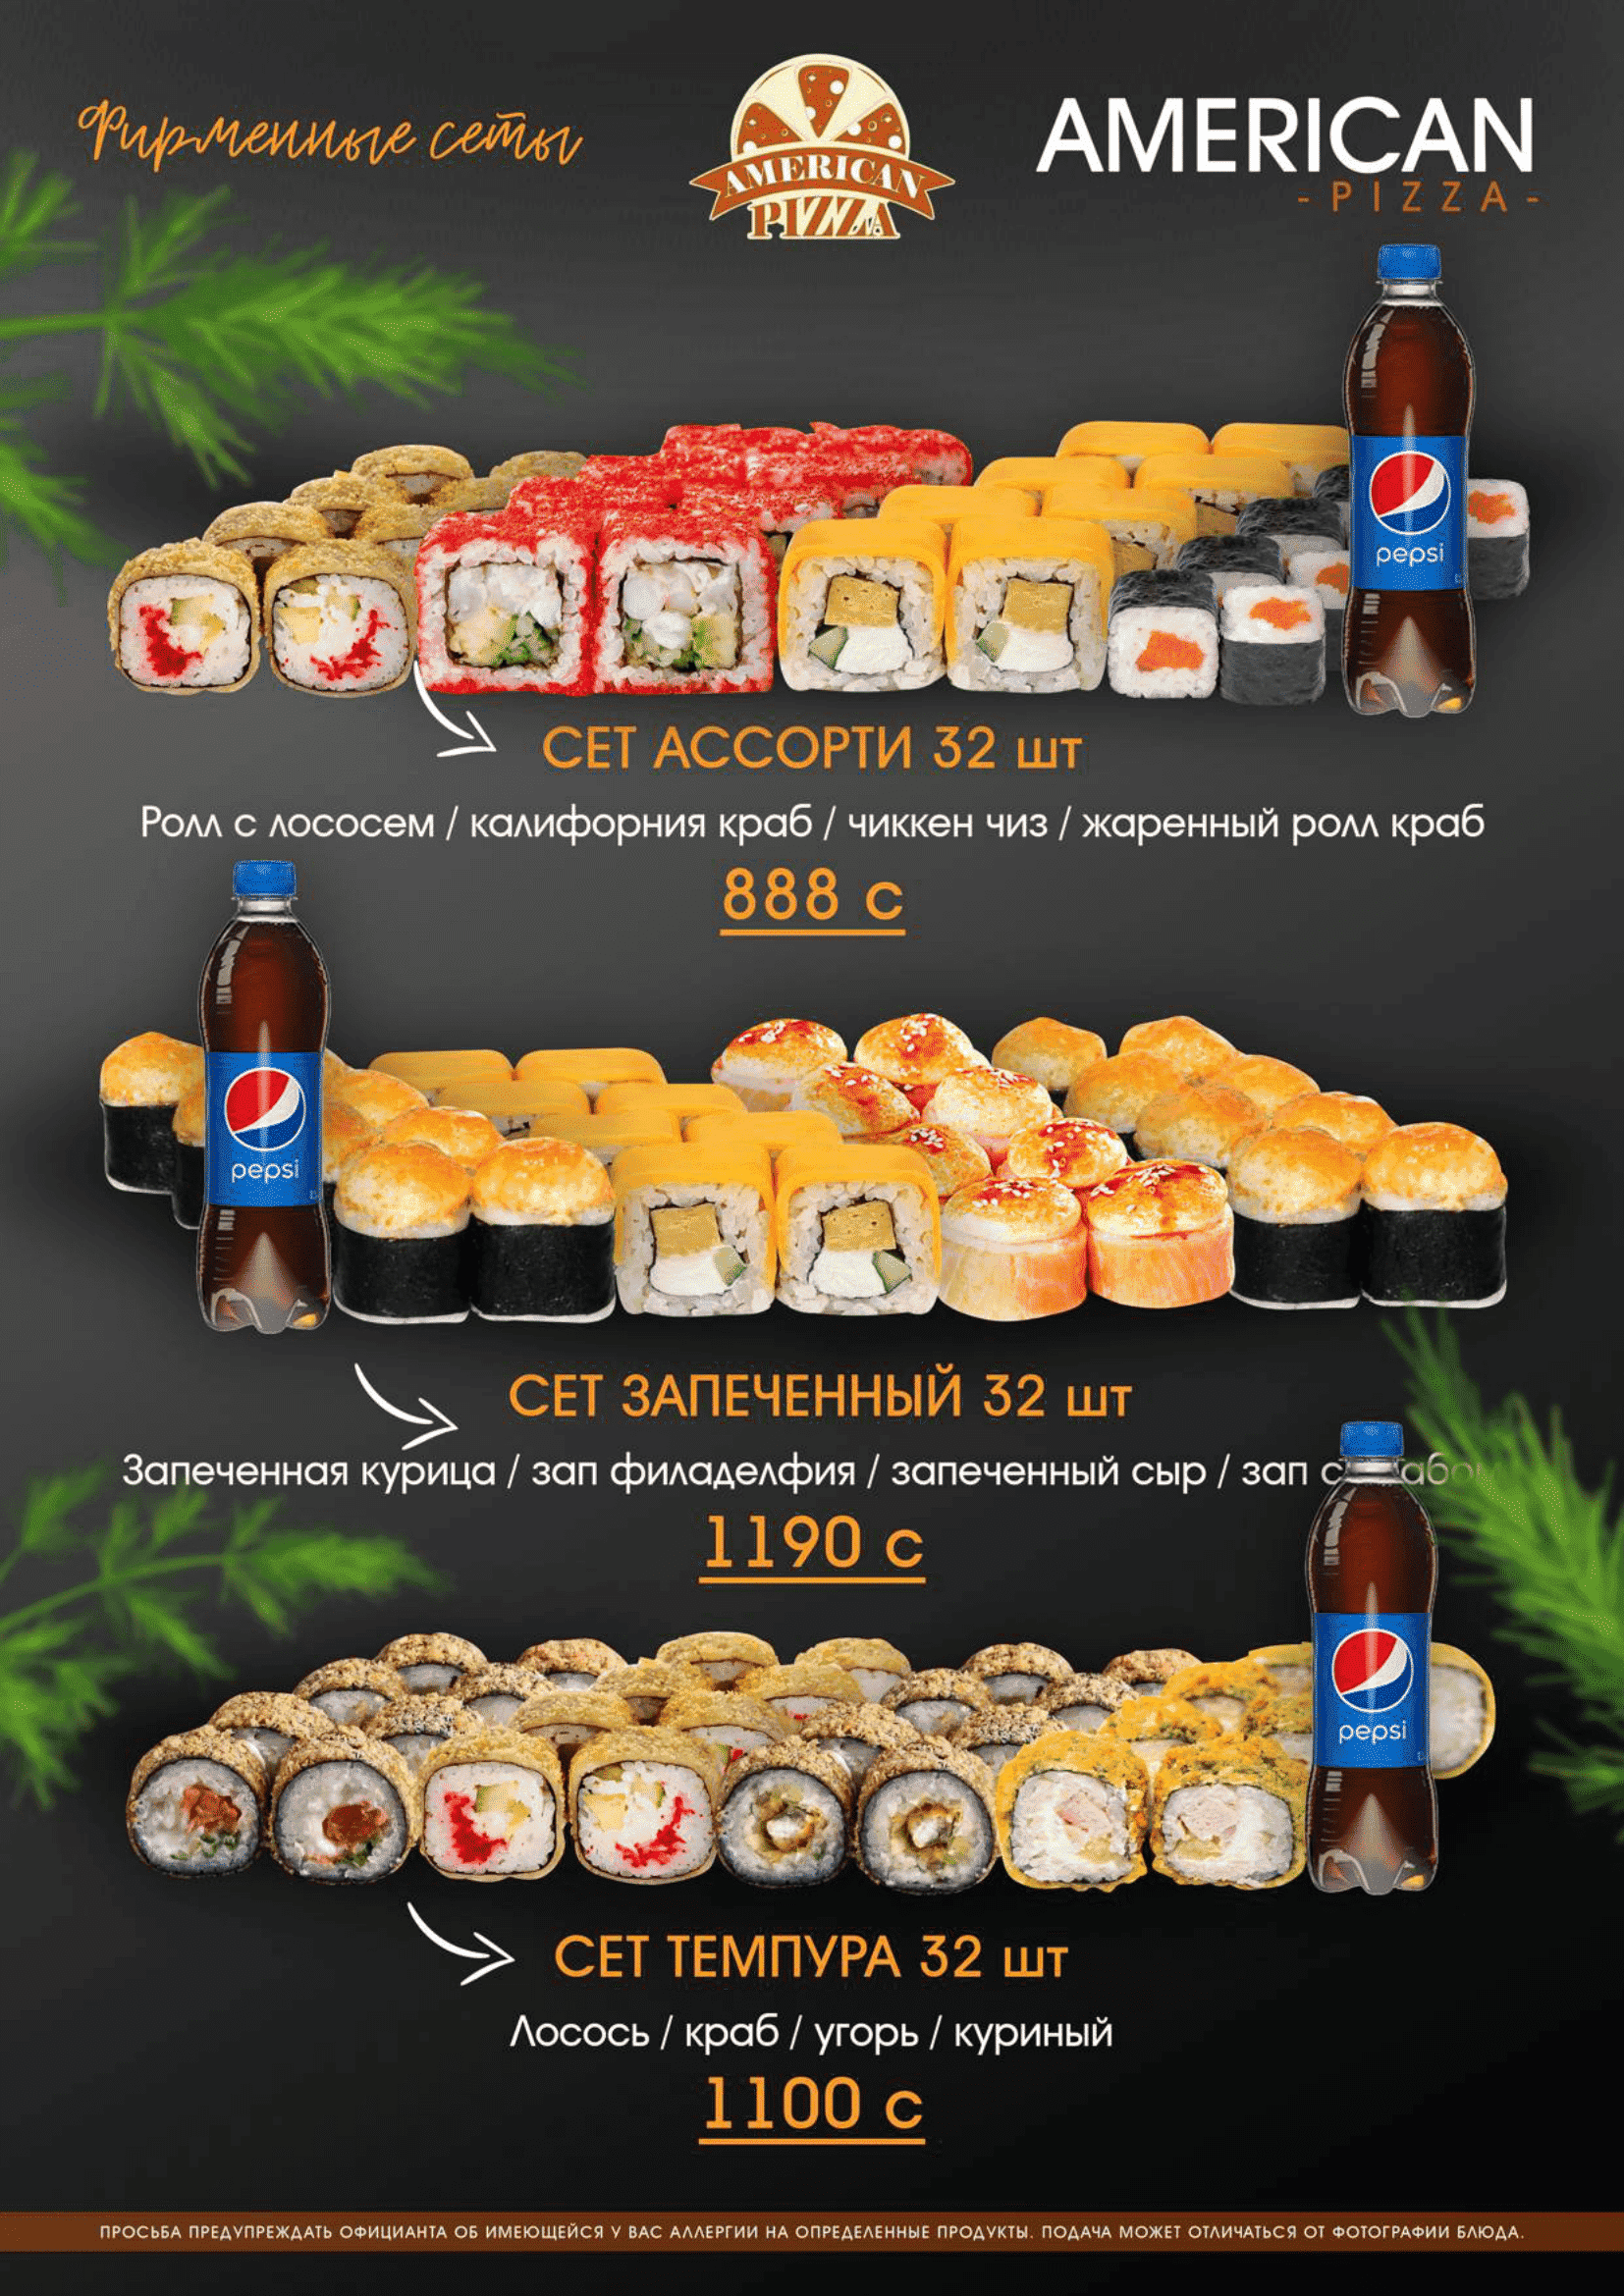 Фирменные сеты
AMERICAN
PIZZA
AMERICAN
- PIZZA -
pepsi
СЕТ АССОРТИ 32 шт
Ролл с лососем / калифорния краб / чиккен чиз / жаренный ролл краб
888 с
pepsi
СЕТ ЗАПЕЧЕННЫЙ 32 шт
Запеченная курица / зап филаделфия / запеченный сыр / зап с
1190 с
pepsi
СЕТ ТЕМПУРА 32 шт
Лосось / краб / угорь / куриный
1100 с
ПРОСЬБА ПРЕДУПРЕЖДАТЬ ОФИЦИАНТА ОБ ИМЕЮЩЕЙСЯ У ВАС АЛЛЕРГИИ НА ОПРЕДЕЛЕННЫЕ ПРОДУКТЫ. ПОДАЧА МОЖЕТ ОТЛИЧАТЬСЯ ОТ ФОТОГРАФИИ БЛЮДА.